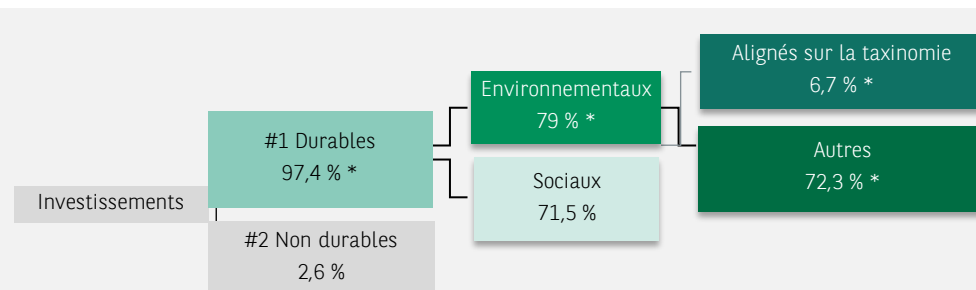 Investissements
#1 Durables
97,4 % *
#2 Non durables
2,6 %
Environnementaux
79 % *
Sociaux
71,5 %
Alignés sur la taxinomie
6,7 % *
Autres
72,3 % *